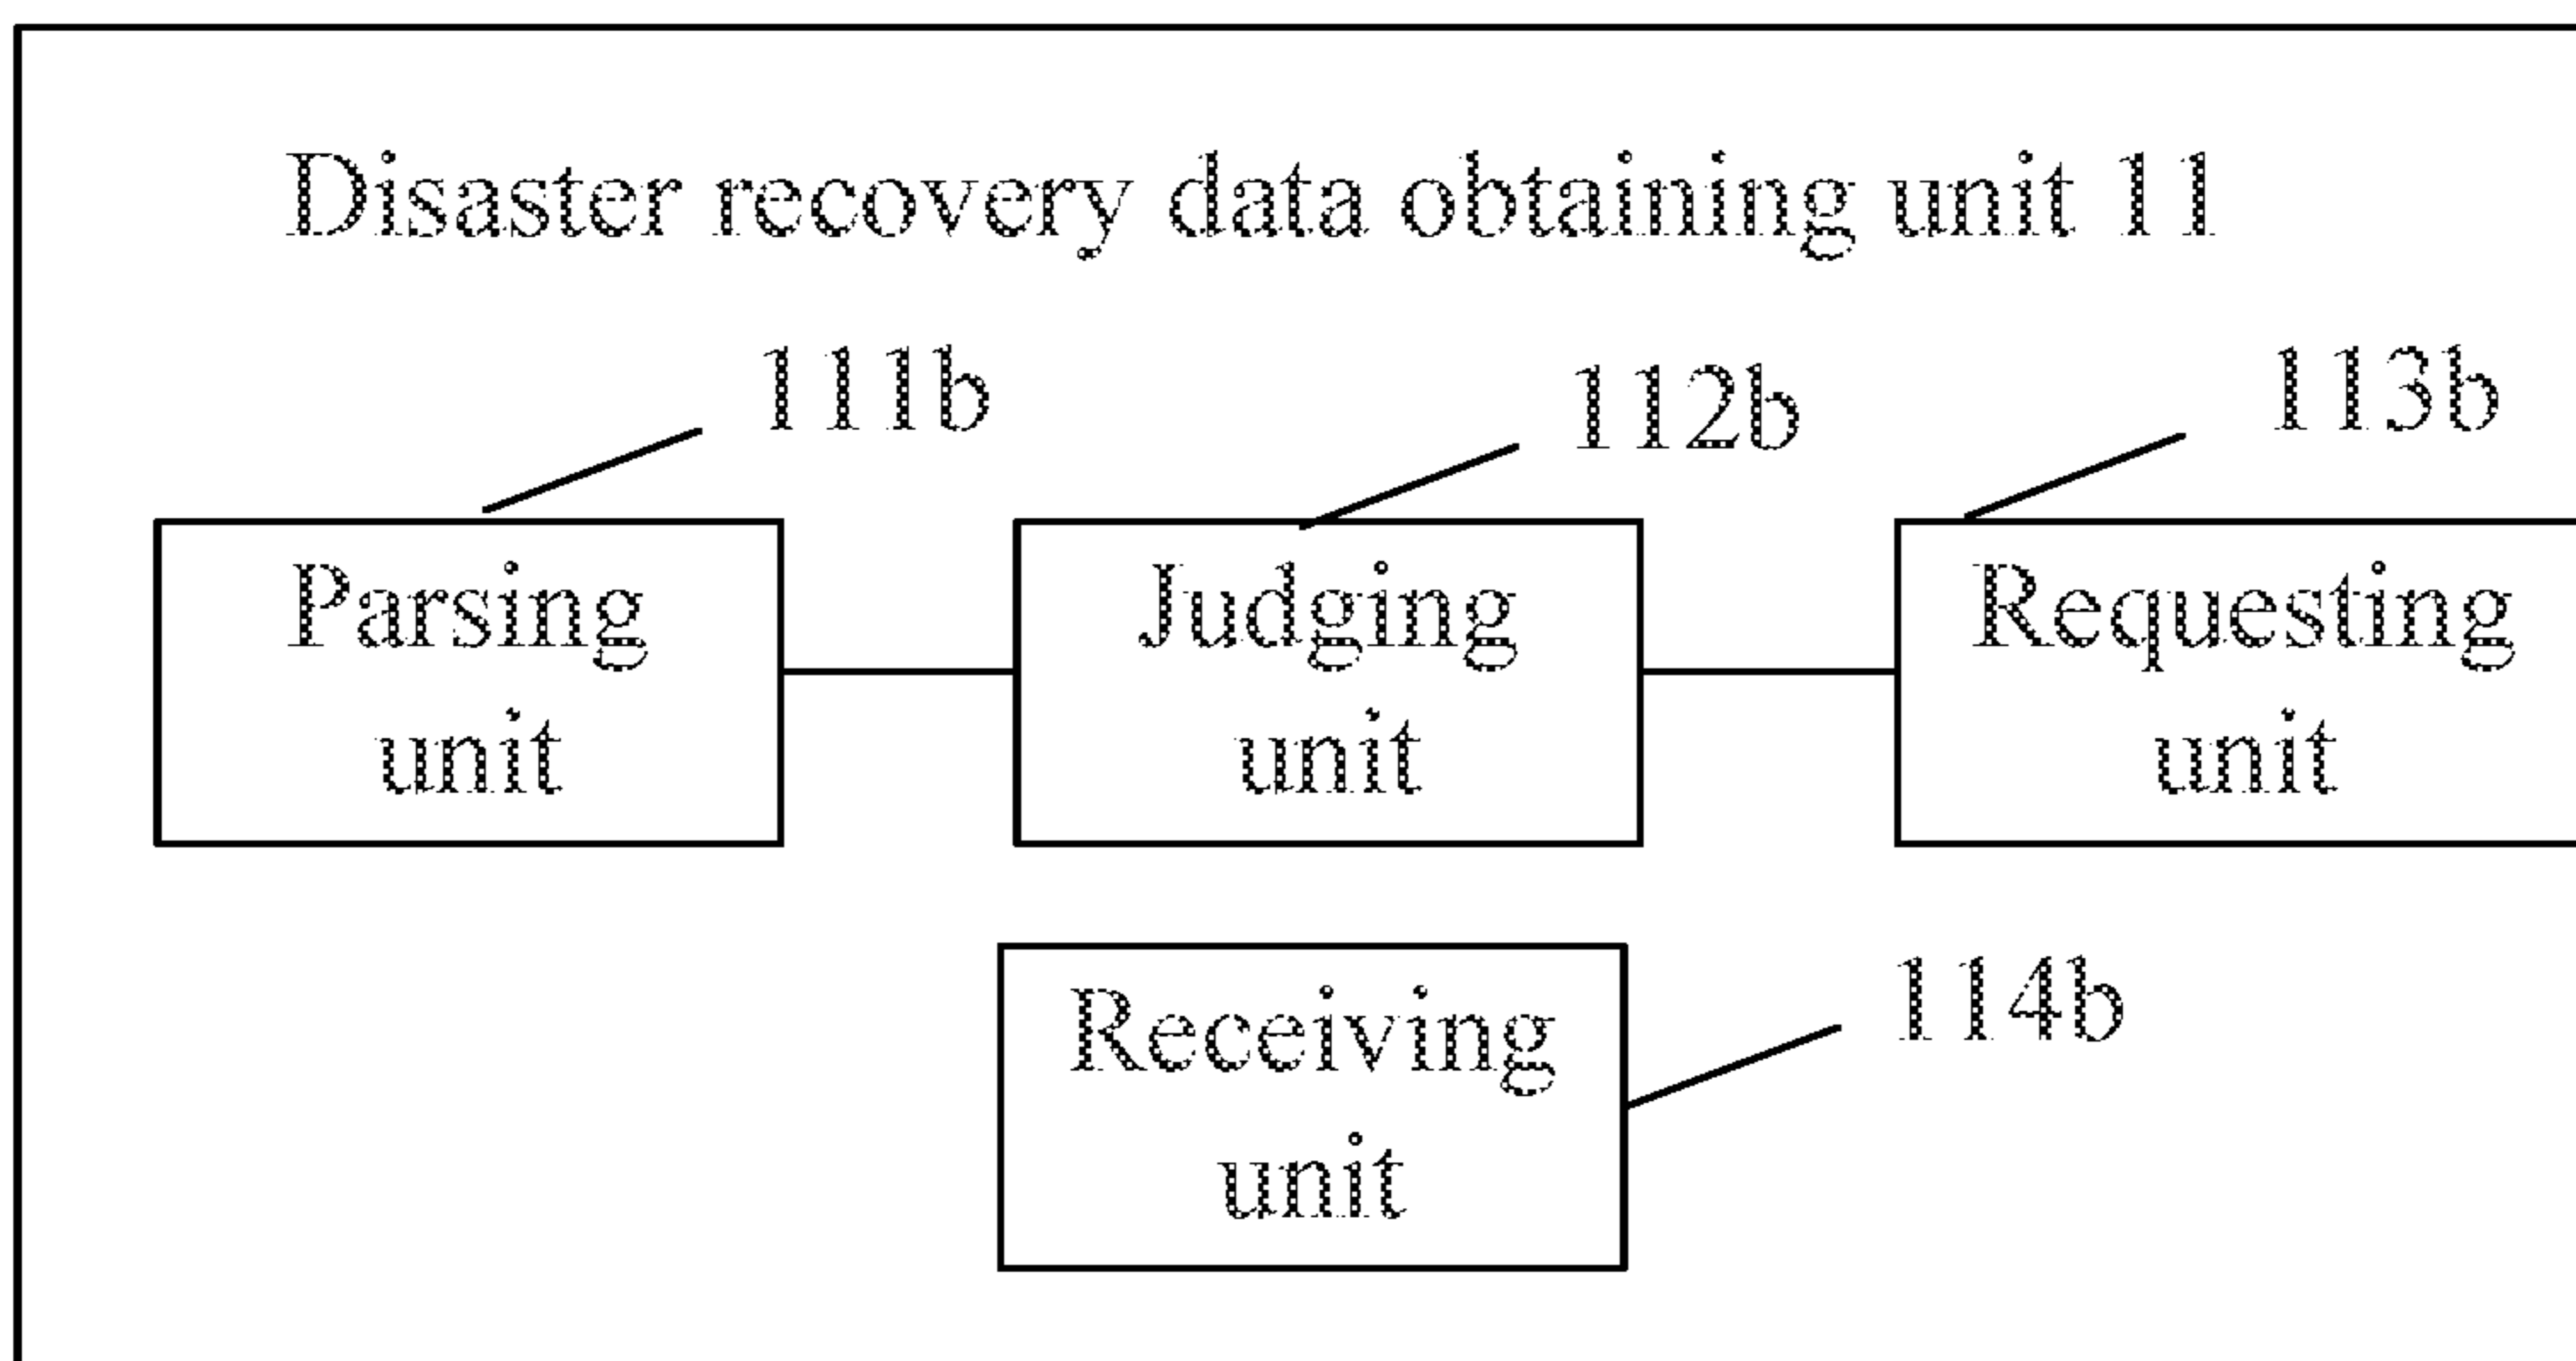 Disaster recovery data obtaining unit 11
111b
112b
113b
Parsing
unit
Judging
unit
Requesting
unit
Receiving
unit
114b